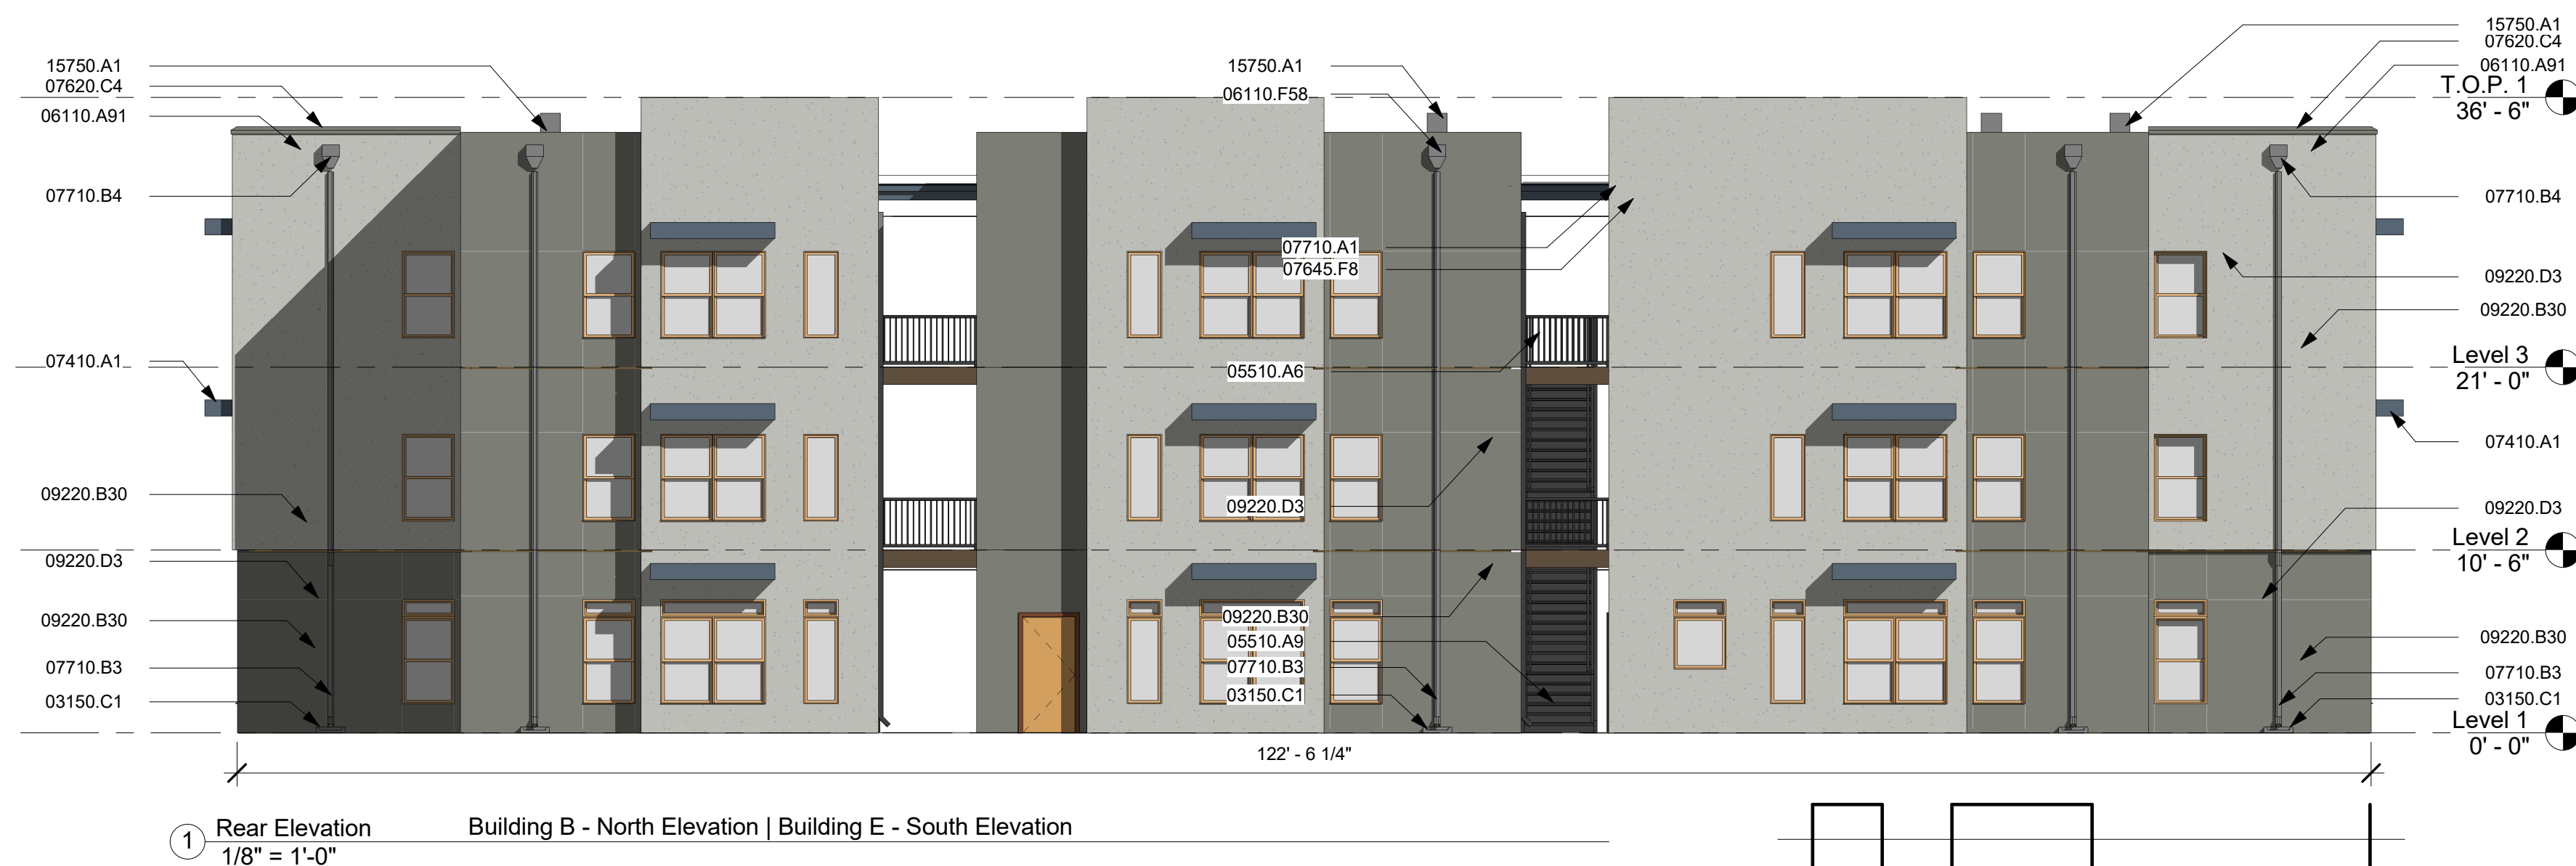 15750.A1
07620.C4
06110.A91
07710.B4
07410.A1
09220.B30
09220.D3
09220.B30
07710.B3
03150.C1
15750.A1
06110.F58
07710.A1
07645.F8
05510.A6
09220.D3
09220.B30
05510.A9
07710.B3
03150.C1
15750.A1
07620.C4
06110.A91
T.O.P. 1
36' - 6"
07710.B4
09220.D3
09220.B30
Level 3
21' - 0"
07410.A1
09220.D3
Level 2
10' - 6"
09220.B30
07710.B3
03150.C1
Level 1
0' - 0"
122' - 6 1/4"
1
Rear Elevation
Building B - North Elevation | Building E - South Elevation
1/8" = 1'-0"